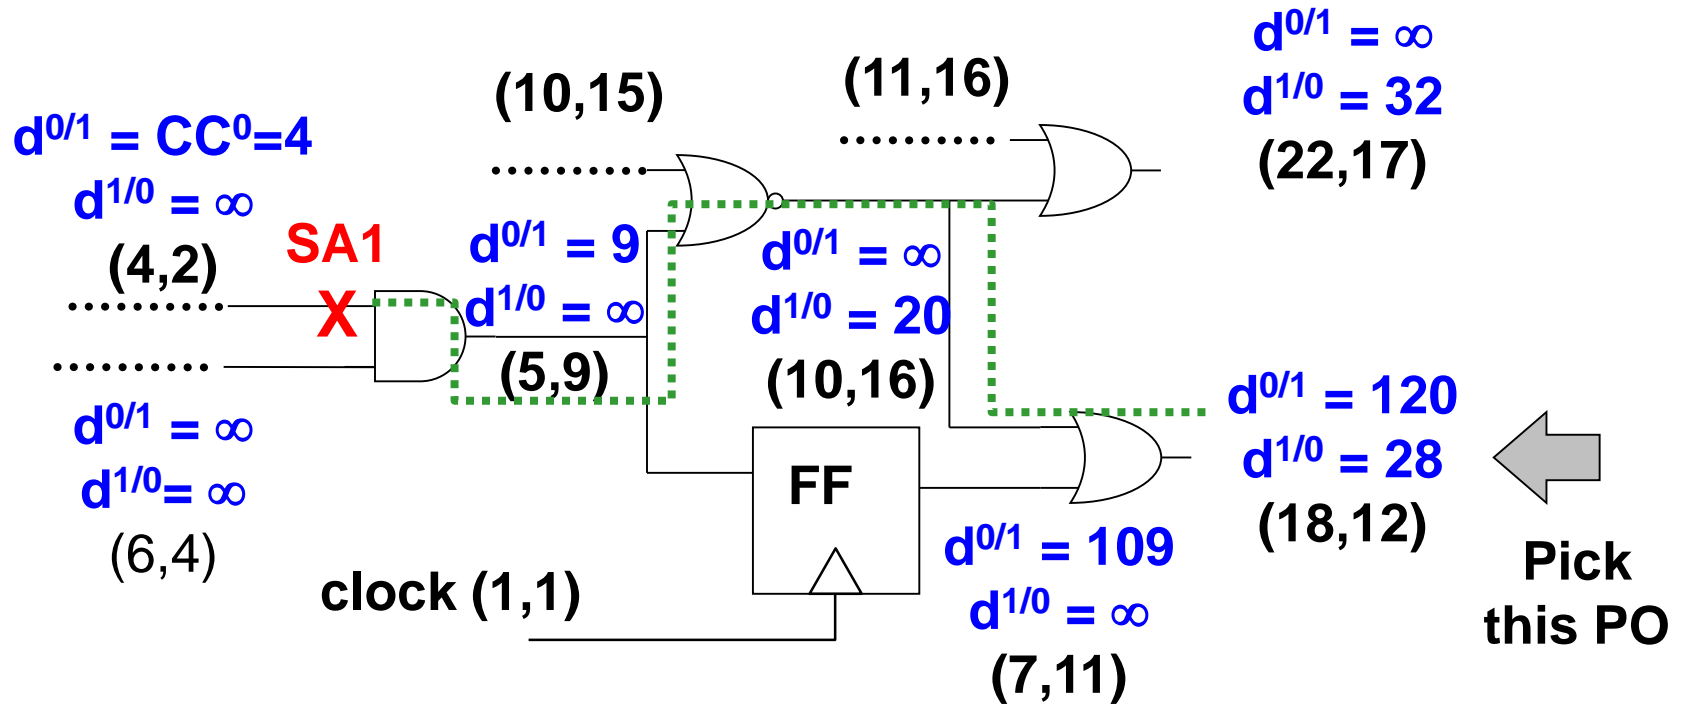 d0/1 = ∞
d1/0 = 32
(22,17)
(11,16)
(10,15)
d0/1 = CC0=4
d1/0 = ∞
(4,2)
SA1
X
d0/1 = 9
d1/0 = ∞
(5,9)
d0/1 = ∞
d1/0 = 20
(10,16)
d0/1 = ∞
d1/0= ∞
(6,4)
clock (1,1)
FF
d0/1 = 109
d1/0 = ∞
(7,11)
d0/1 = 120
d1/0 = 28
(18,12)
Pick
this PO